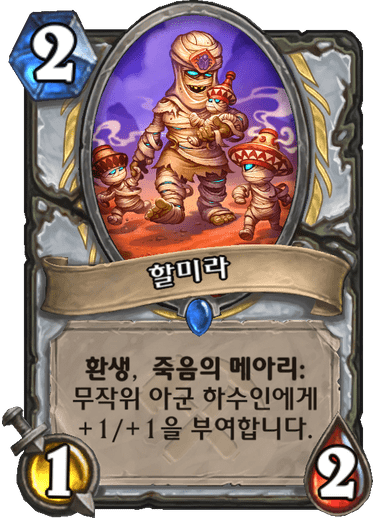 2
할미라
환생, 죽음의 메아리:
무작위 아군 하수인에게
+1/+1을 부여합니다.
1
2